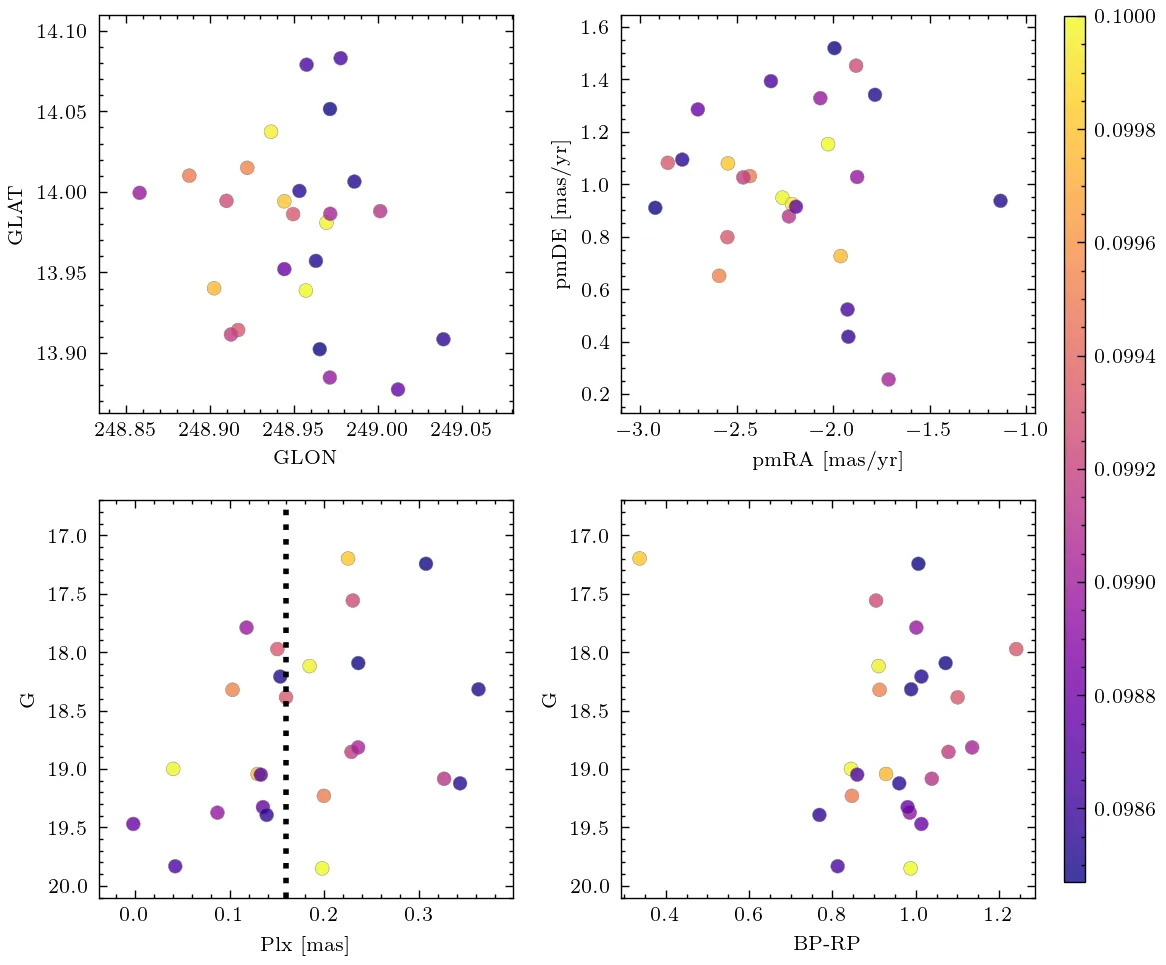 14.10
14.05
14.00
13.95
13.90
GLAT
248.85 248.90 248.95 249.00 249.05
GLON
1.6
1.4
1.2
1.0
0.8
0.6
0.4
0.2
pmDE [mas/yr]
−3.0 −2.5 −2.0 −1.5 −1.0
pmRA [mas/yr]
17.0
17.5
18.0
18.5
19.0
19.5
20.0
G
0.0 0.1 0.2 0.3
Plx [mas]
17.0
17.5
18.0
18.5
19.0
19.5
20.0
G
0.4 0.6 0.8 1.0 1.2
BP-RP
0.1000
0.0998
0.0996
0.0994
0.0992
0.0990
0.0988
0.0986